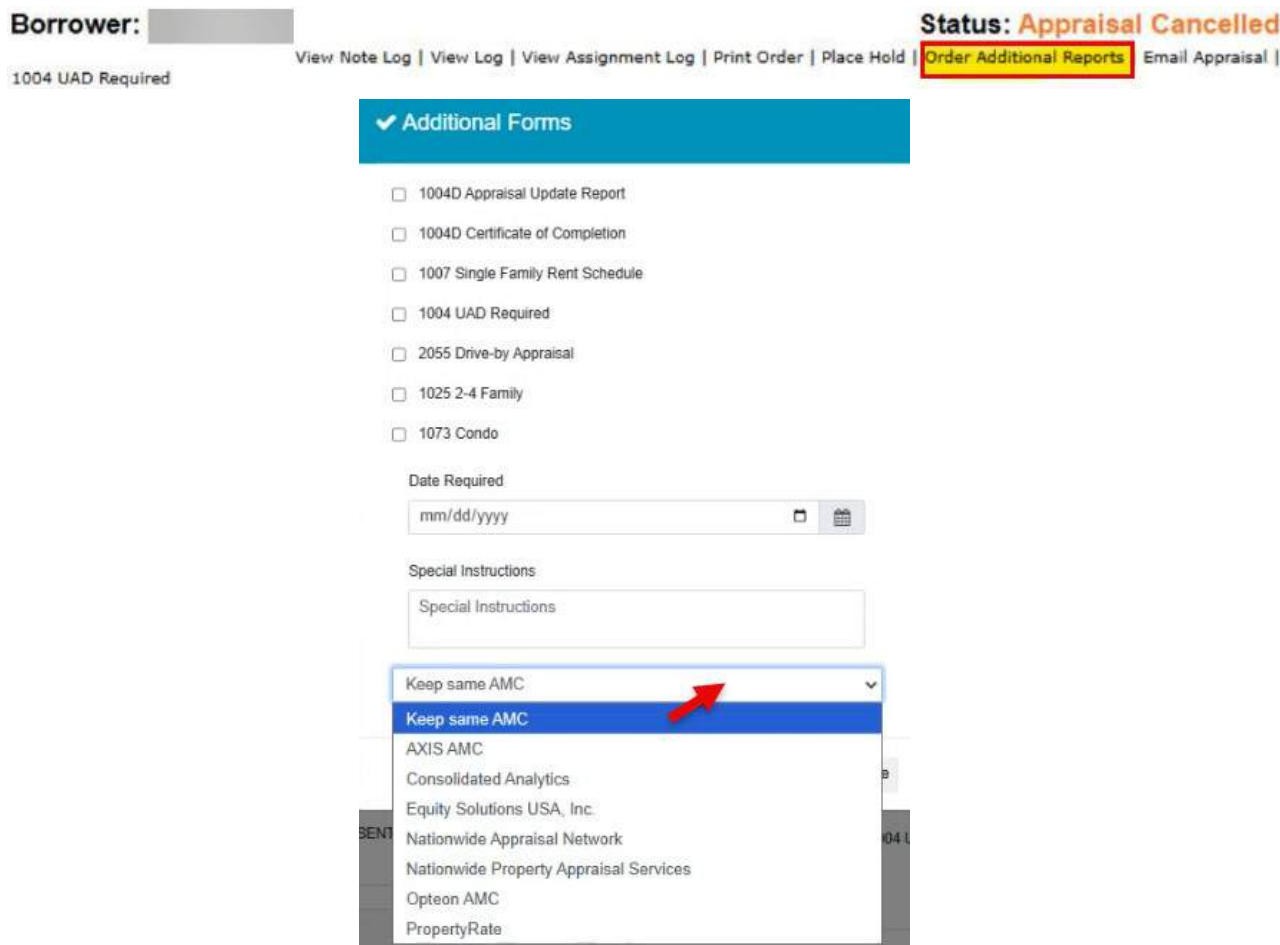 Borrower:
Status: Appraisal Cancelled
View Note Log | View Log | View Assignment Log | Print Order | Place Hold | Order Additional Reports Email Appraisal |
1004 UAD Required
Additional Forms
1004D Appraisal Update Report
1004D Certificate of Completion
1007 Single Family Rent Schedule
1004 UAD Required
2055 Drive-by Appraisal
1025 2-4 Family
1073 Condo
Date Required
mm/dd/yyyy
Special Instructions
Special Instructions
Keep same AMC
Keep same AMC
AXIS AMC
Consolidated Analytics
Equity Solutions USA, Inc.
Nationwide Appraisal Network
Nationwide Property Appraisal Services
Opteon AMC
PropertyRate